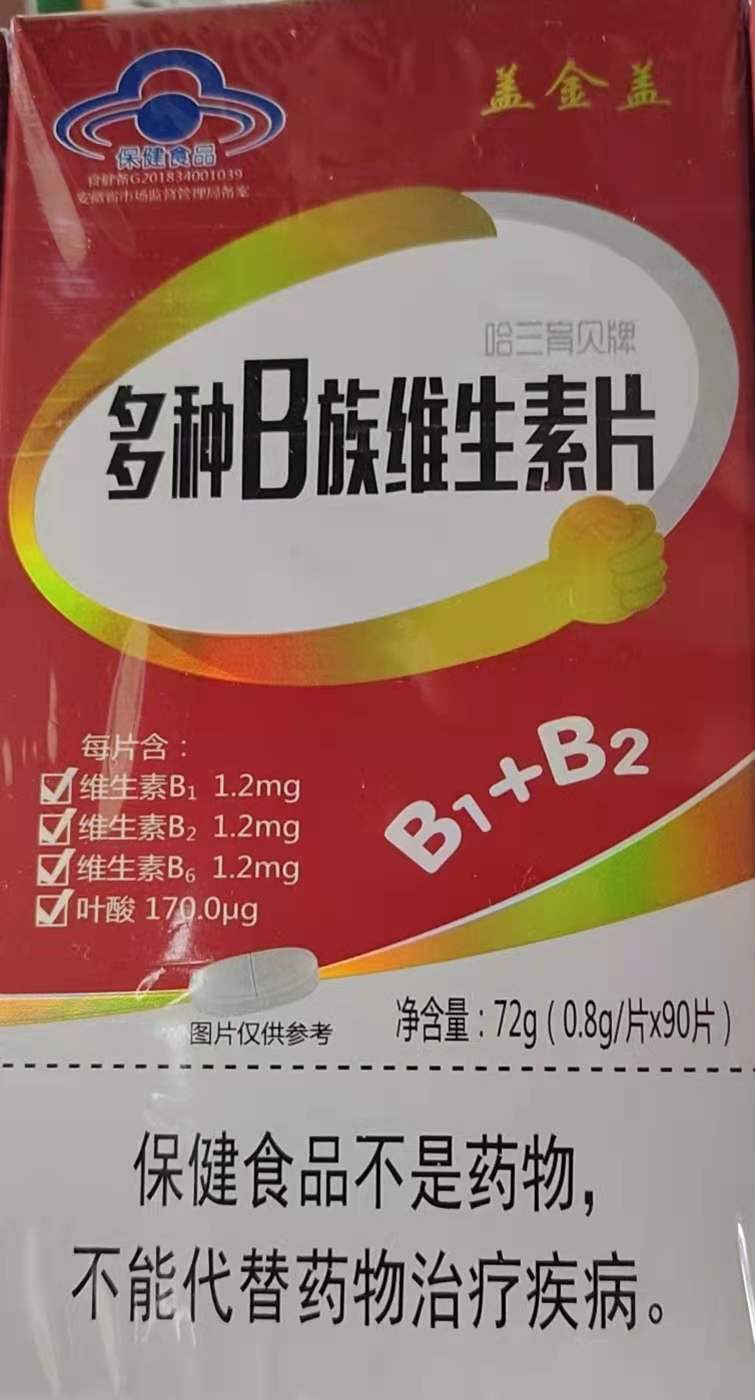 盖金盖
保健食品
食健备G201834001039
安徽省市场监督管理局备案
哈三育贝牌
多种B族维生素片
每片含：
维生素B₁ 1.2mg
维生素B₂ 1.2mg
维生素B₆ 1.2mg
叶酸 170.0μg
B₁+B₂
图片仅供参考
净含量：72g（0.8g/片x90片）
保健食品不是药物，
不能代替药物治疗疾病。